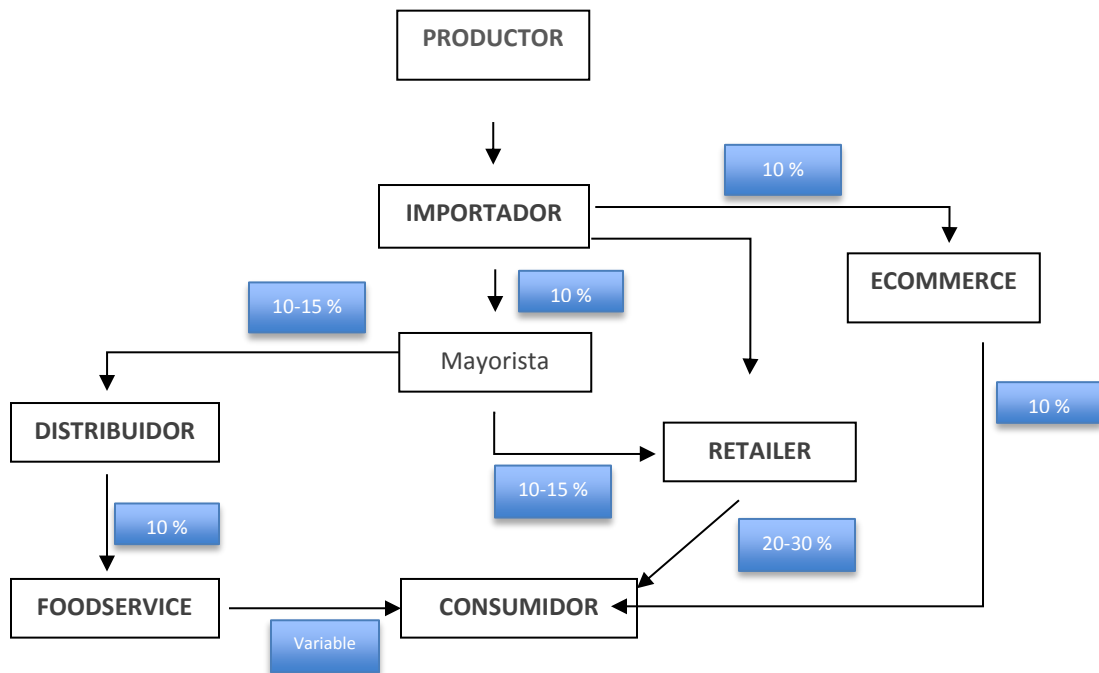 PRODUCTOR
10 %
IMPORTADOR
ECOMMERCE
10-15 %
10 %
Mayorista
10 %
DISTRIBUIDOR
RETAILER
10-15 %
10 %
20-30 %
FOODSERVICE
CONSUMIDOR
Variable